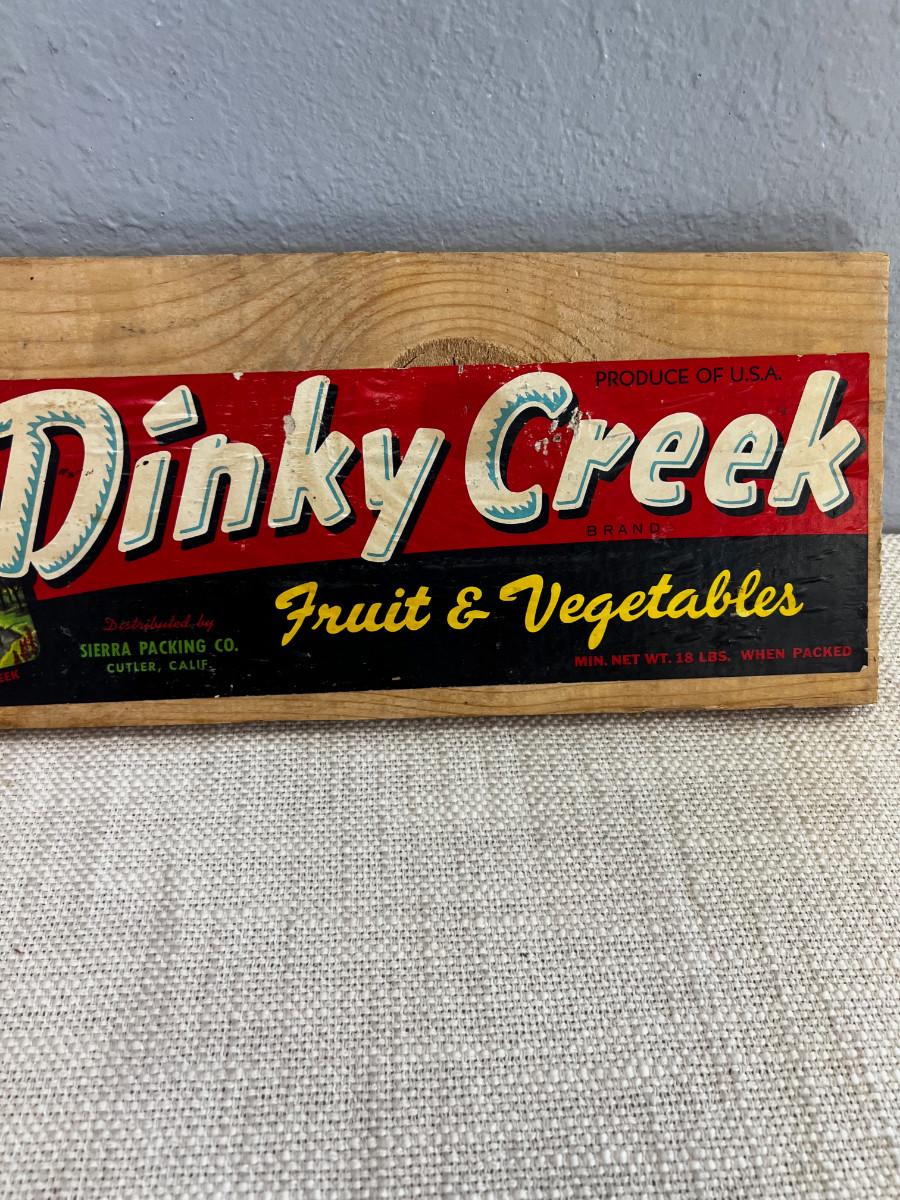 PRODUCE OF U.S.A.
Dinky Creek
BRAND
Fruit & Vegetables
Distributed by
SIERRA PACKING CO.
CUTLER, CALIF.
MIN. NET WT. 18 LBS. WHEN PACKED
EEK